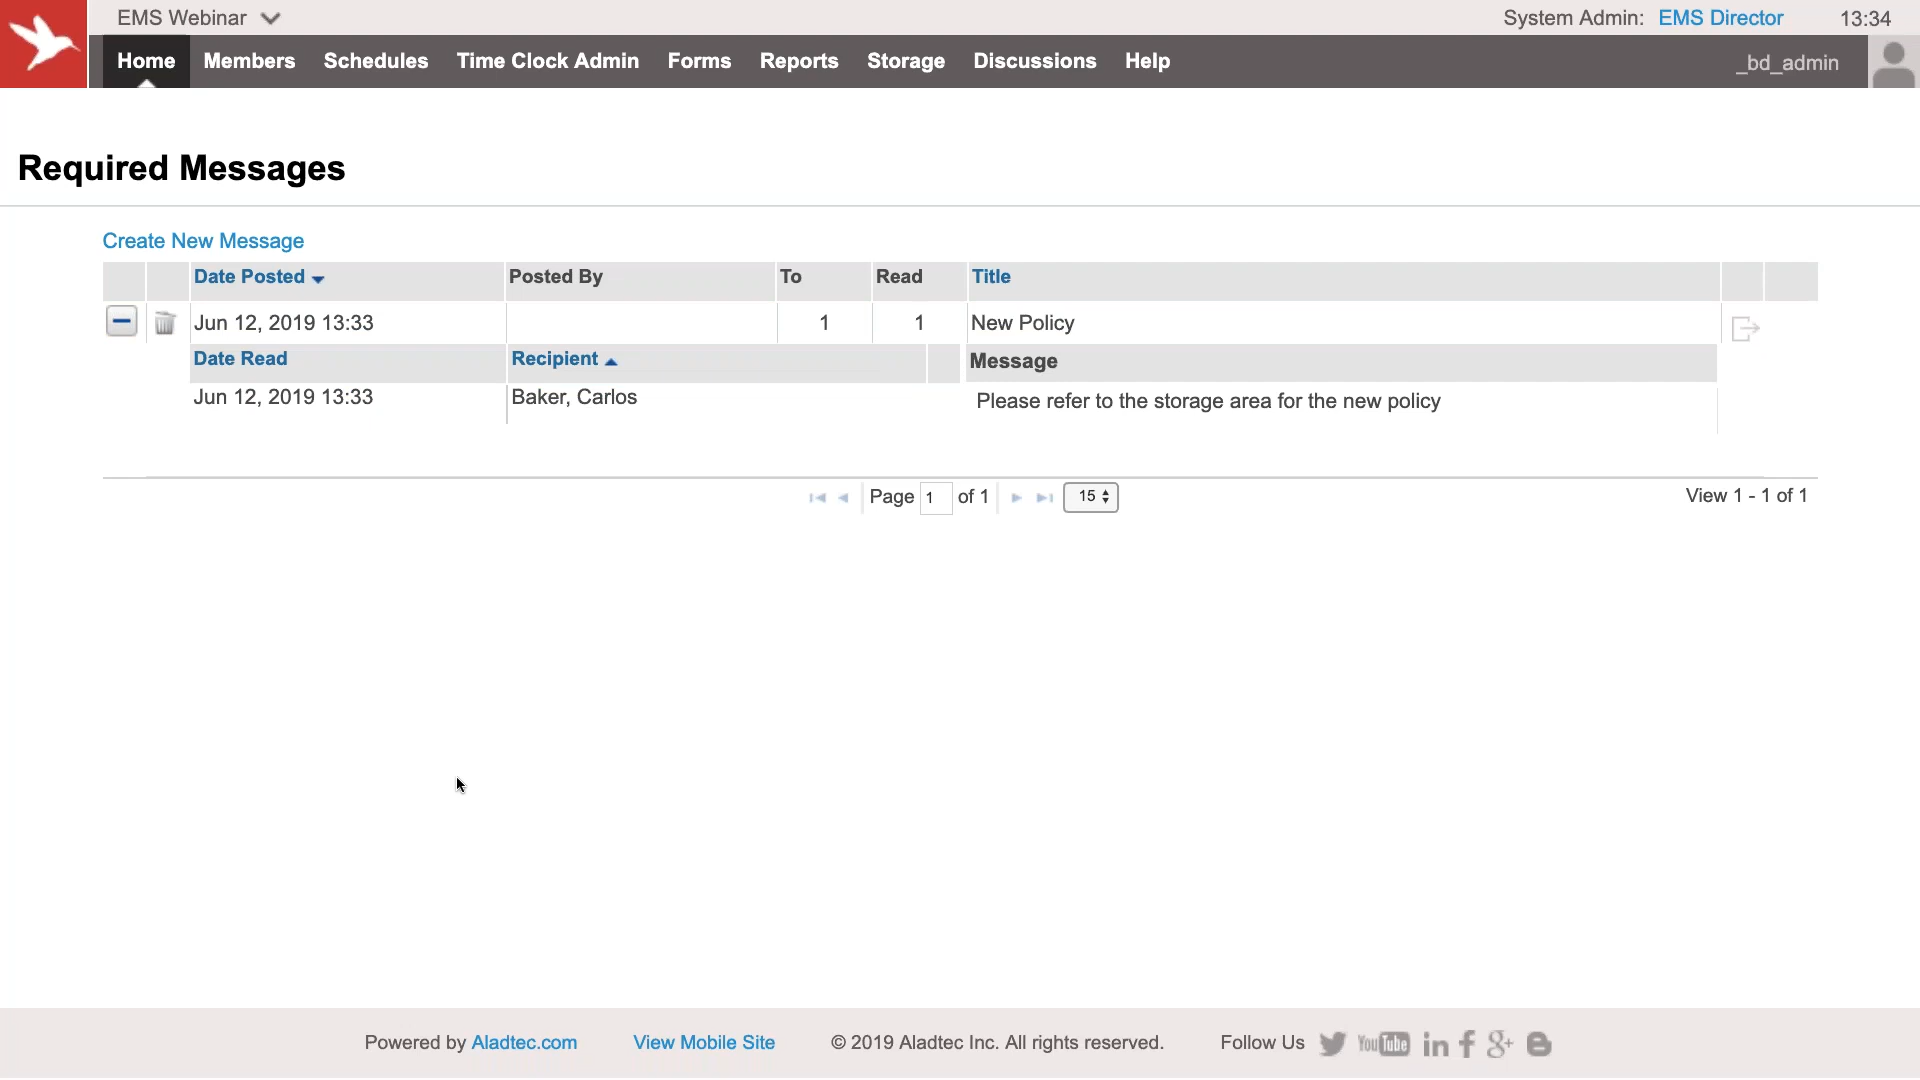 EMS Webinar
System Admin: EMS Director 13:34
Home Members Schedules Time Clock Admin Forms Reports Storage Discussions Help _bd_admin
Required Messages
Create New Message
Date Posted Posted By To Read Title
Jun 12, 2019 13:33 1 1 New Policy
Date Read Recipient Message
Jun 12, 2019 13:33 Baker, Carlos Please refer to the storage area for the new policy
Page 1 of 1 15 View 1 - 1 of 1
Powered by Aladtec.com View Mobile Site © 2019 Aladtec Inc. All rights reserved. Follow Us YouTube in f g+ B